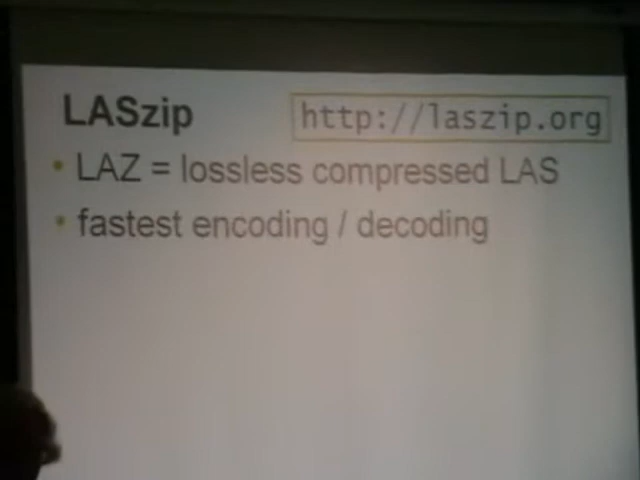 LASzip http://laszip.org
• LAZ = lossless compressed LAS
• fastest encoding / decoding